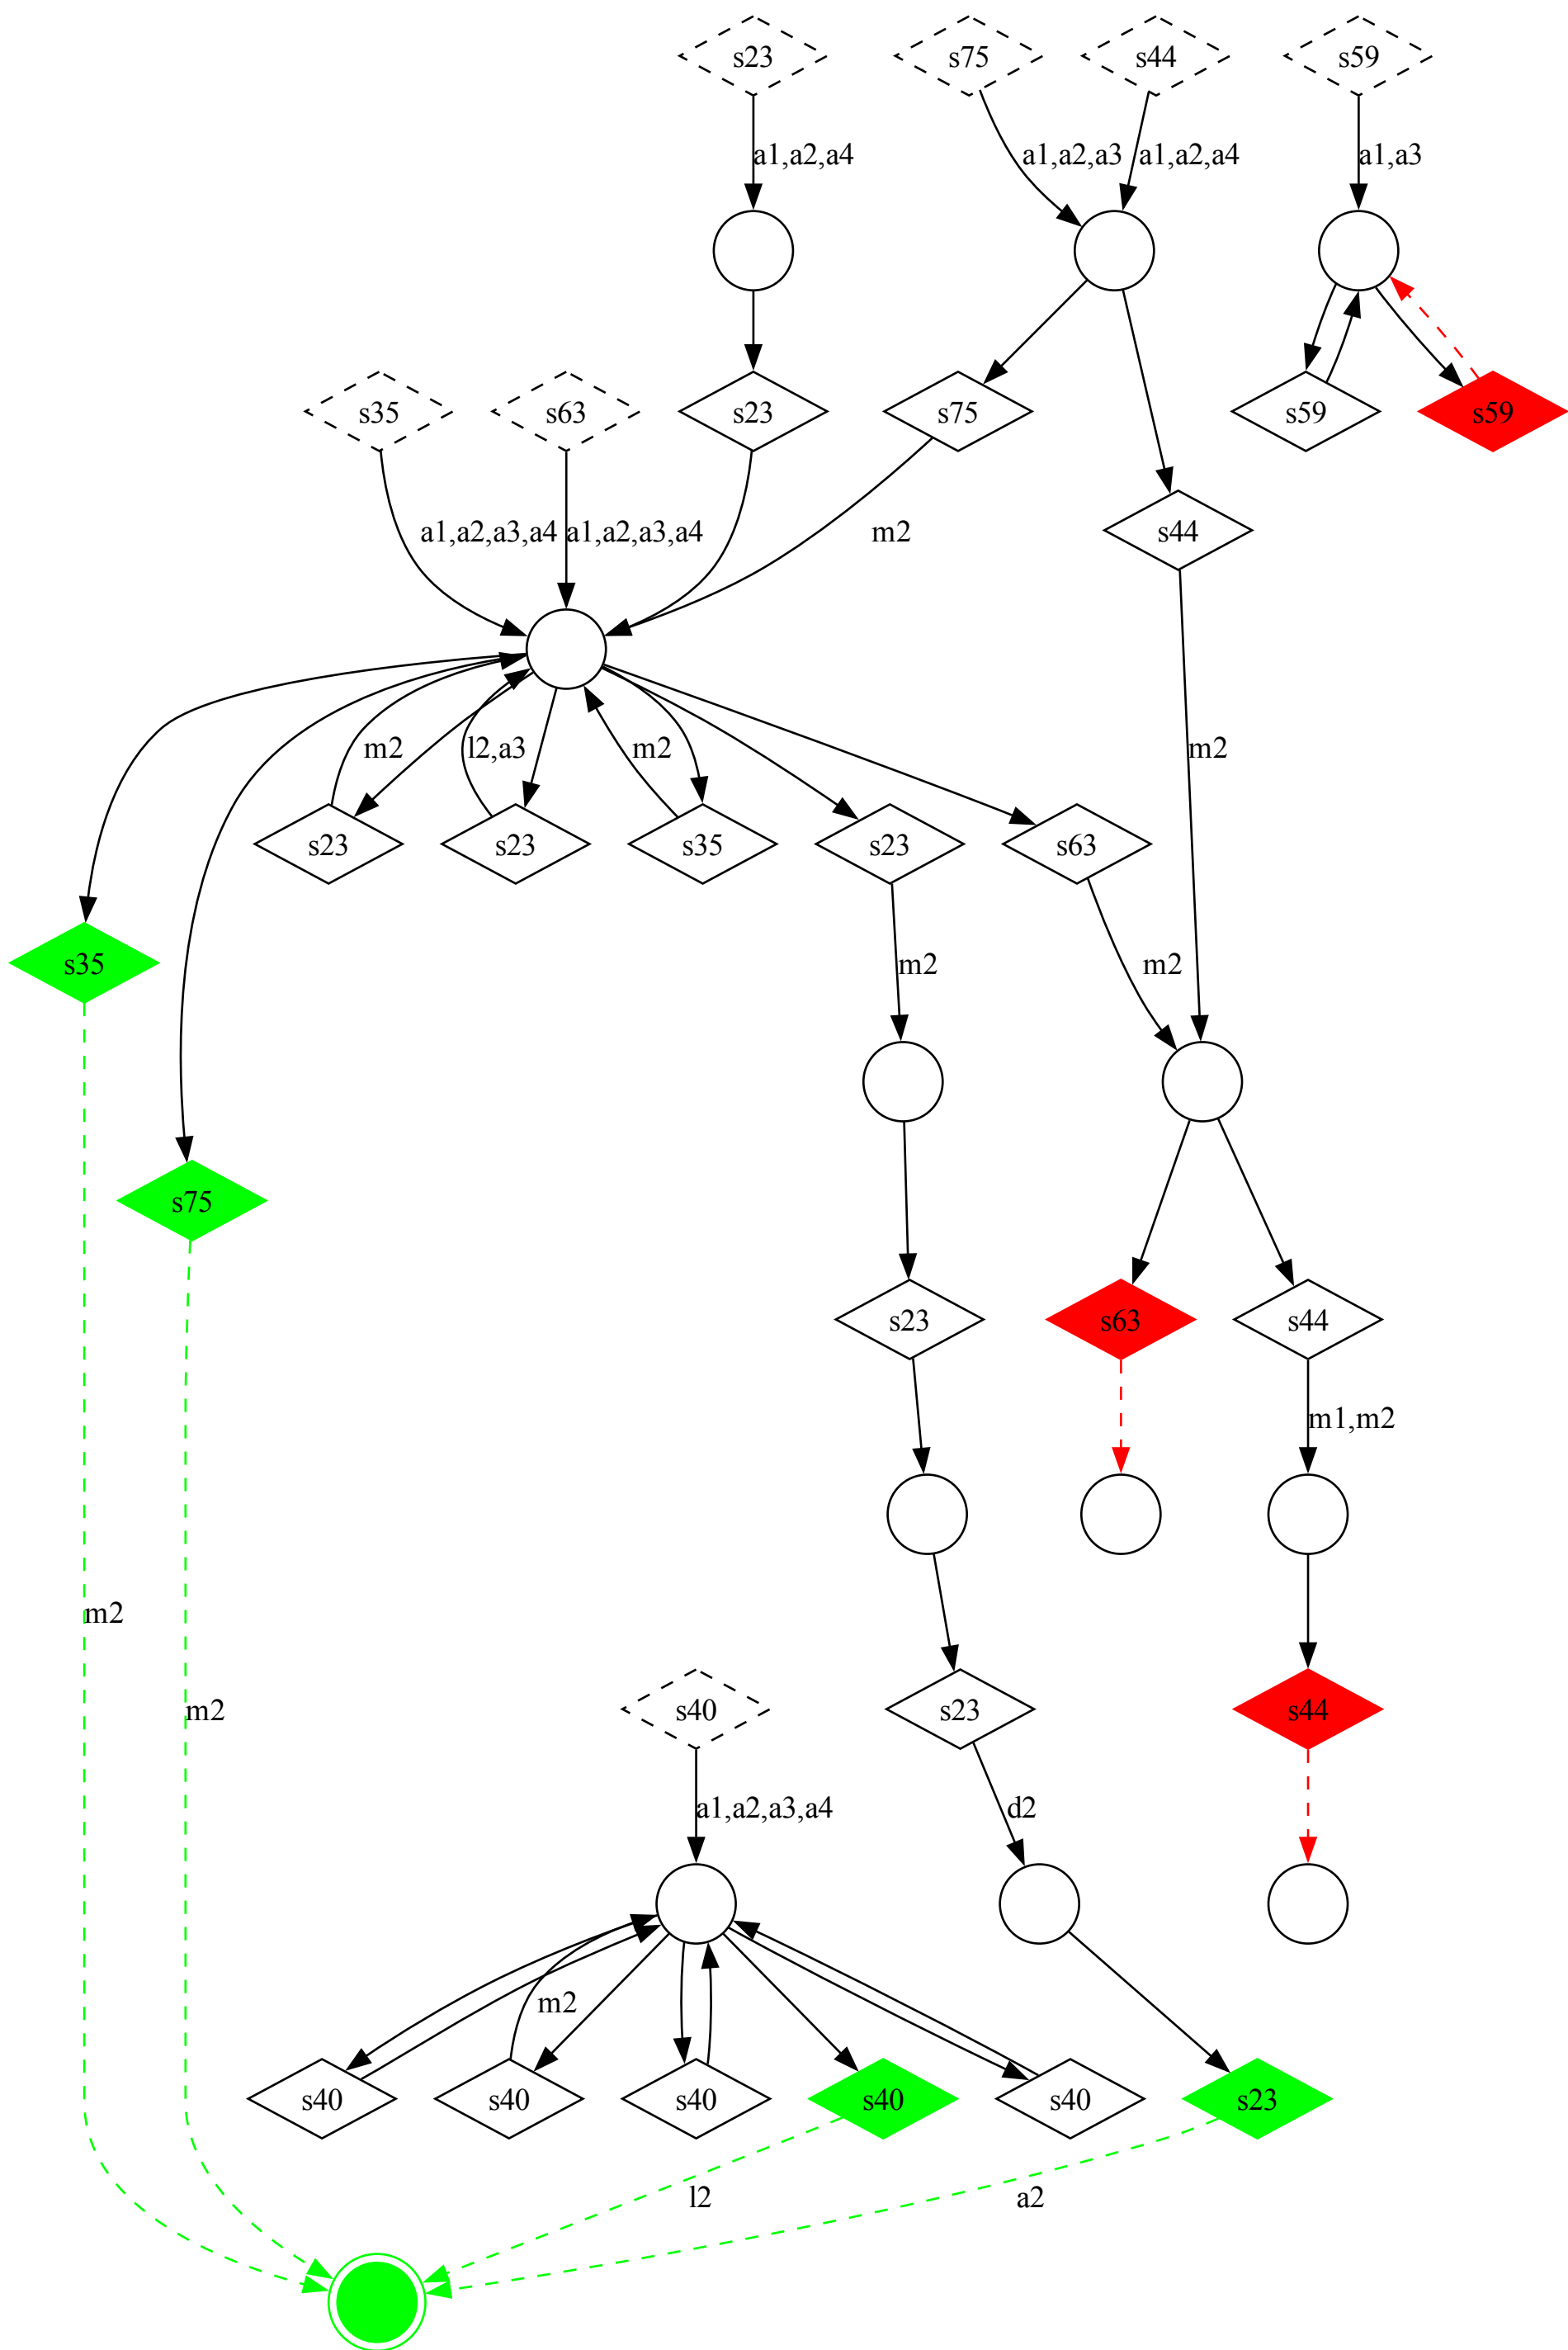 s23
s75
s44
s59
a1,a2,a4
a1,a2,a3
a1,a2,a4
a1,a3
s35
s63
s23
s75
s59
s59
a1,a2,a3,a4
a1,a2,a3,a4
m2
s44
m2
l2,a3
m2
m2
s23
s23
s35
s23
s63
s35
m2
m2
s75
s23
s63
s44
m1,m2
m2
m2
s40
s23
s44
a1,a2,a3,a4
d2
m2
s40
s40
s40
s40
s40
s23
l2
a2